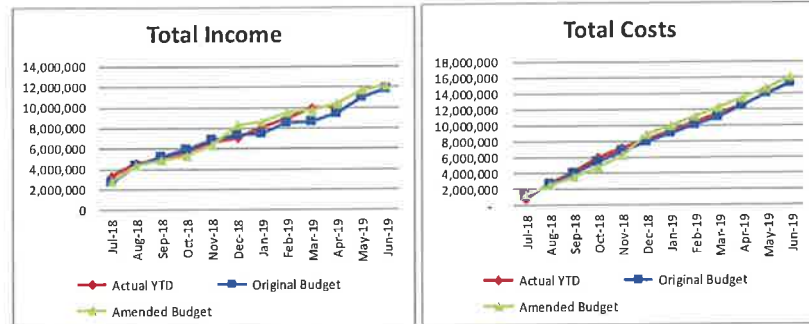 Total Income
14,000,000
12,000,000
10,000,000
8,000,000
6,000,000
4,000,000
2,000,000
0
Jul-18
Aug-18
Sep-18
Oct-18
Nov-18
Dec-18
Jan-19
Feb-19
Mar-19
Apr-19
May-19
Jun-19
Actual YTD
Original Budget
Amended Budget
Total Costs
18,000,000
16,000,000
14,000,000
12,000,000
10,000,000
8,000,000
6,000,000
4,000,000
2,000,000
-
Jul-18
Aug-18
Sep-18
Oct-18
Nov-18
Dec-18
Jan-19
Feb-19
Mar-19
Apr-19
May-19
Jun-19
Actual YTD
Original Budget
Amended Budget